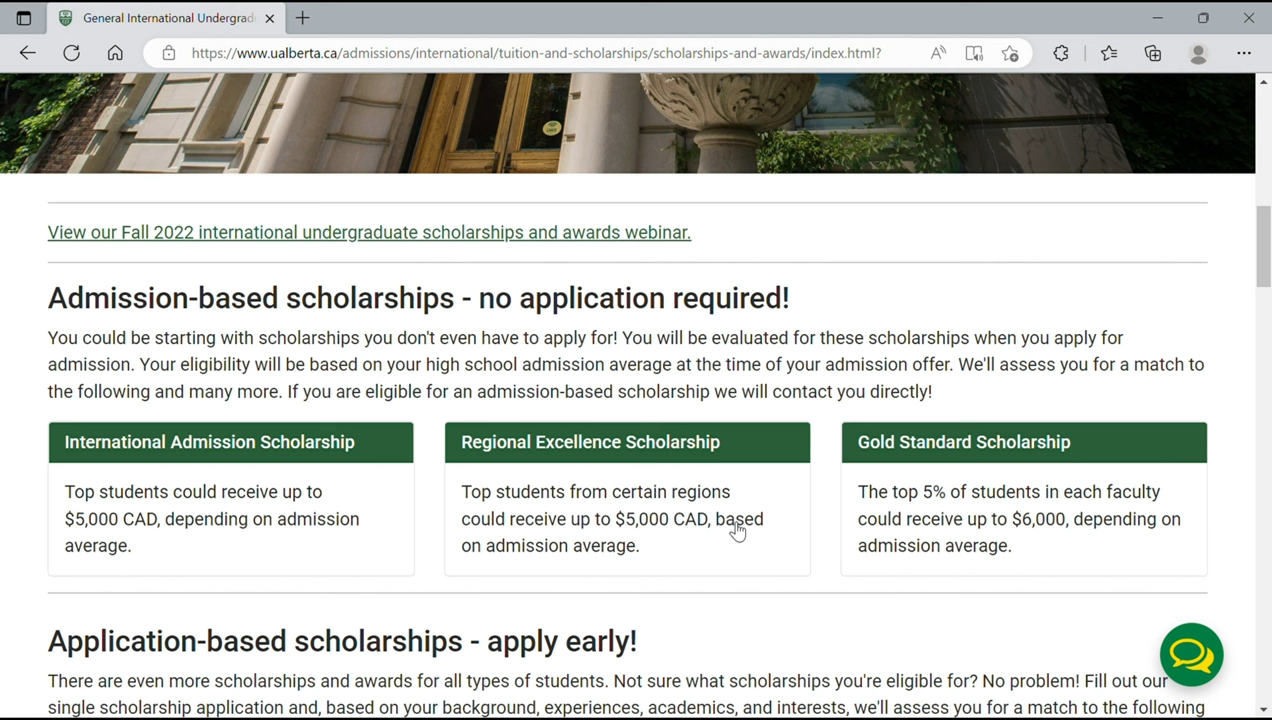 General International Undergrad
https://www.ualberta.ca/admissions/international/tuition-and-scholarships/scholarships-and-awards/index.html?
View our Fall 2022 international undergraduate scholarships and awards webinar.
Admission-based scholarships - no application required!
You could be starting with scholarships you don't even have to apply for! You will be evaluated for these scholarships when you apply for
admission. Your eligibility will be based on your high school admission average at the time of your admission offer. We'll assess you for a match to
the following and many more. If you are eligible for an admission-based scholarship we will contact you directly!
International Admission Scholarship
Top students could receive up to
$5,000 CAD, depending on admission
average.
Regional Excellence Scholarship
Top students from certain regions
could receive up to $5,000 CAD, based
on admission average.
Gold Standard Scholarship
The top 5% of students in each faculty
could receive up to $6,000, depending on
admission average.
Application-based scholarships - apply early!
There are even more scholarships and awards for all types of students. Not sure what scholarships you're eligible for? No problem! Fill out our
single scholarship application and, based on your background, experiences, academics, and interests, we'll assess you for a match to the following